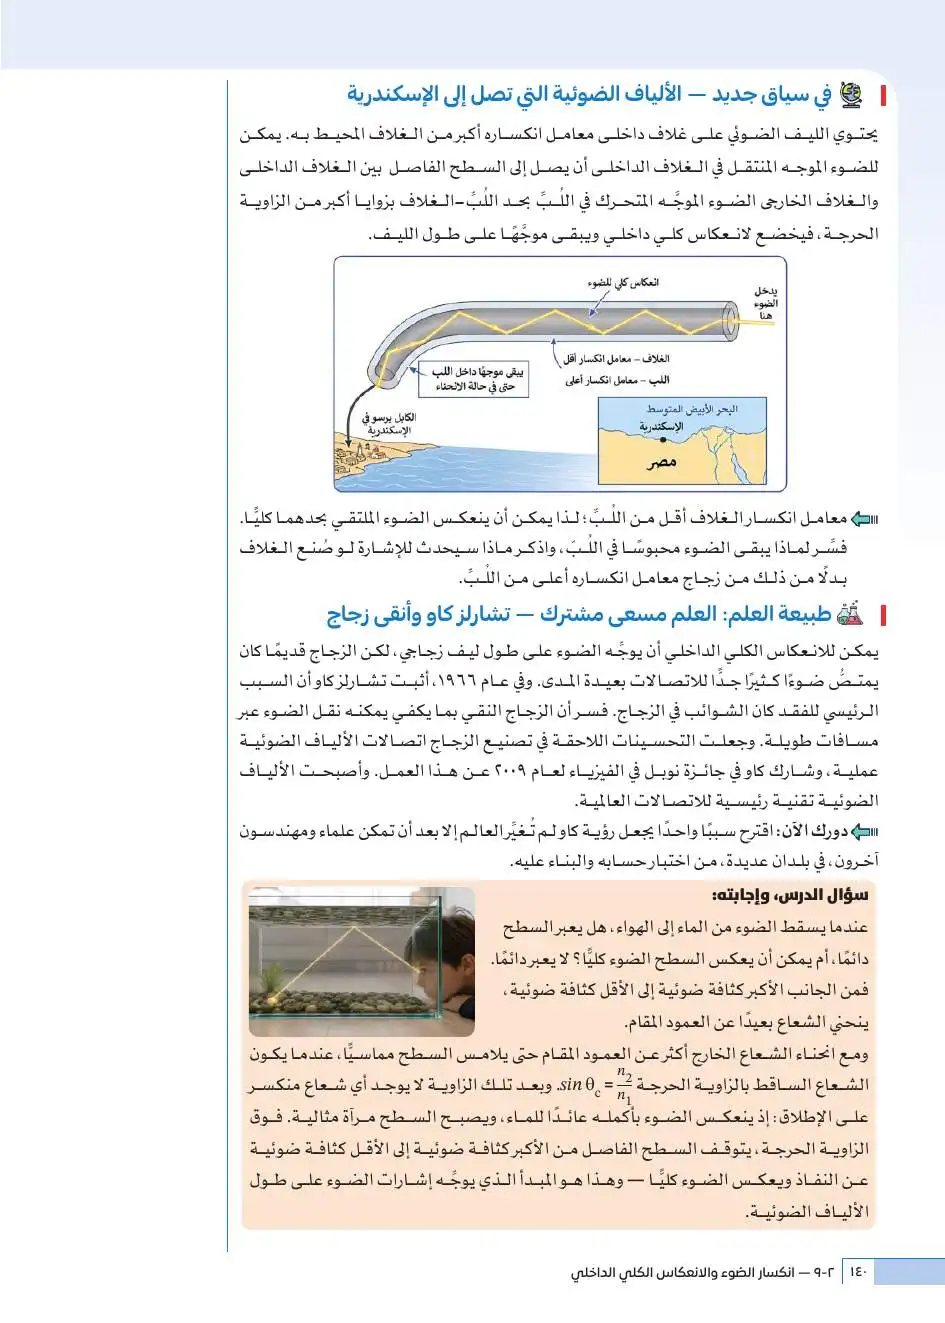 في سياق جديد — الألياف الضوئية التي تصل إلى الإسكندرية
يحتوي الليف الضوئي على غلاف داخلى معامل انكساره أكبر من الغلاف المحيط به. يمكن
للضوء الموجه المنتقل في الغلاف الداخلى أن يصل إلى السطح الفاصل بين الغلاف الداخلى
والغلاف الخارجى الضوء الموجَّه المتحرك في اللُبِّ بحد اللُبِّ-الغلاف بزوايا أكبر من الزاوية
الحرجة، فيخضع لانعكاس كلي داخلي ويبقى موجَّهًا على طول الليف.
انعكاس كلي للضوء
يدخل
الضوء
هنا
الغلاف – معامل انكسار أقل
اللب – معامل انكسار أعلى
يبقى موجهًا داخل اللب
حتى في حالة الانحناء
الكابل يرسو في
الإسكندرية
البحر الأبيض المتوسط
الإسكندرية
مصر
معامل انكسار الغلاف أقل من اللُبِّ؛ لذا يمكن أن ينعكس الضوء الملتقي بحدهما كليًّا.
فسِّر لماذا يبقى الضوء محبوسًا في اللُبّ، واذكر ماذا سيحدث للإشارة لو صُنع الغلاف
بدلًا من ذلك من زجاج معامل انكساره أعلى من اللُبِّ.
طبيعة العلم: العلم مسعى مشترك — تشارلز كاو وأنقى زجاج
يمكن للانعكاس الكلي الداخلي أن يوجِّه الضوء على طول ليف زجاجي، لكن الزجاج قديمًا كان
يمتصُّ ضوءًا كثيرًا جدًّا للاتصالات بعيدة المدى. وفي عام ١٩٦٦، أثبت تشارلز كاو أن السبب
الرئيسي للفقد كان الشوائب في الزجاج. فسر أن الزجاج النقي بما يكفي يمكنه نقل الضوء عبر
مسافات طويلة. وجعلت التحسينات اللاحقة في تصنيع الزجاج اتصالات الألياف الضوئية
عملية، وشارك كاو في جائزة نوبل في الفيزياء لعام ٢٠٠٩ عن هذا العمل. وأصبحت الألياف
الضوئية تقنية رئيسية للاتصالات العالمية.
دورك الآن: اقترح سببًا واحدًا يجعل رؤية كاو لم تُغيِّر العالم إلا بعد أن تمكن علماء ومهندسون
آخرون، في بلدان عديدة، من اختبار حسابه والبناء عليه.
سؤال الدرس، وإجابته:
عندما يسقط الضوء من الماء إلى الهواء، هل يعبر السطح
دائمًا، أم يمكن أن يعكس السطح الضوء كليًّا؟ لا يعبر دائمًا.
فمن الجانب الأكبر كثافة ضوئية إلى الأقل كثافة ضوئية،
ينحني الشعاع بعيدًا عن العمود المقام.
ومع انحناء الشعاع الخارج أكثر عن العمود المقام حتى يلامس السطح مماسيًّا، عندما يكون
الشعاع الساقط بالزاوية الحرجة sin θc = n2/n1. وبعد تلك الزاوية لا يوجد أي شعاع منكسر
على الإطلاق: إذ ينعكس الضوء بأكمله عائدًا للماء، ويصبح السطح مرآة مثالية. فوق
الزاوية الحرجة، يتوقف السطح الفاصل من الأكبر كثافة ضوئية إلى الأقل كثافة ضوئية
عن النفاذ ويعكس الضوء كليًّا — وهذا هو المبدأ الذي يوجِّه إشارات الضوء على طول
الألياف الضوئية.
١٤٠ ٢-٩ — انكسار الضوء والانعكاس الكلي الداخلي